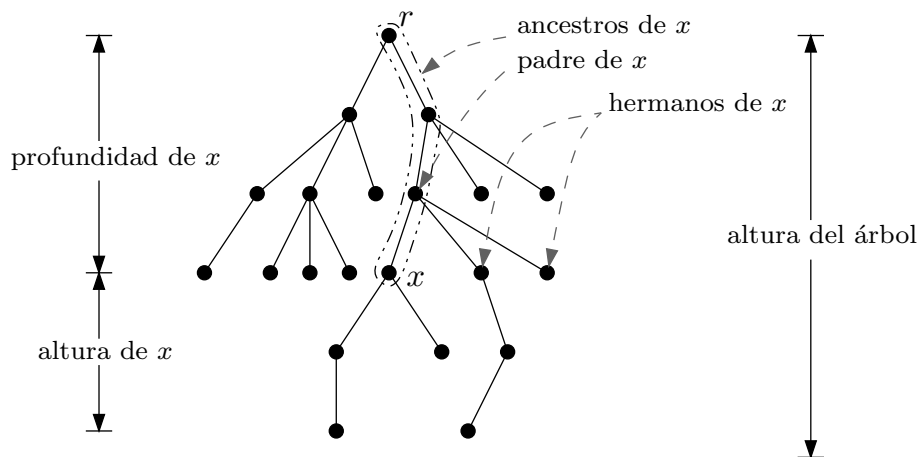 r
ancestros de x
padre de x
hermanos de x
profundidad de x
altura del árbol
x
altura de x